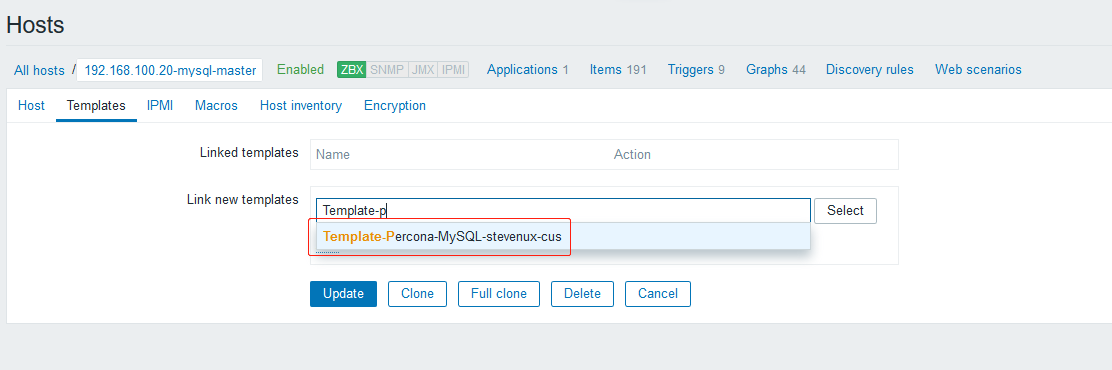 Hosts
All hosts / 192.168.100.20-mysql-master Enabled ZBX SNMP JMX IPMI Applications 1 Items 191 Triggers 9 Graphs 44 Discovery rules Web scenarios
Host Templates IPMI Macros Host inventory Encryption
Linked templates Name Action
Link new templates Template-p Select
Template-Percona-MySQL-stevenux-cus
Update Clone Full clone Delete Cancel